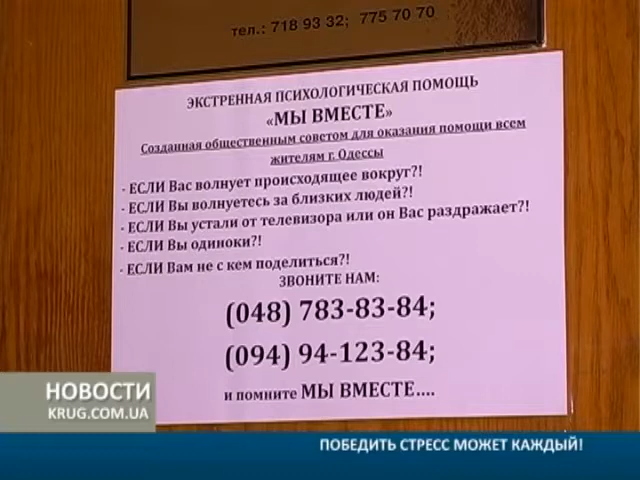 тел.: 718 93 32; 775 70 70
ЭКСТРЕННАЯ ПСИХОЛОГИЧЕСКАЯ ПОМОЩЬ
«МЫ ВМЕСТЕ»
Созданная общественным советом для оказания помощи всем
жителям г. Одессы
- ЕСЛИ Вас волнует происходящее вокруг?!
- ЕСЛИ Вы волнуетесь за близких людей?!
- ЕСЛИ Вы устали от телевизора или он Вас раздражает?!
- ЕСЛИ Вы одиноки?!
- ЕСЛИ Вам не с кем поделиться?!
ЗВОНИТЕ НАМ:
(048) 783-83-84;
(094) 94-123-84;
и помните МЫ ВМЕСТЕ....
НОВОСТИ
KRUG.COM.UA
ПОБЕДИТЬ СТРЕСС МОЖЕТ КАЖДЫЙ!